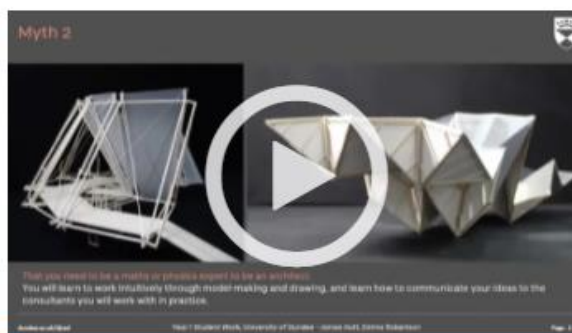 Myth 2
That you need to be a maths or physics expert to be an architect
You will learn to work intuitively through model making and drawing, and learn how to communicate your ideas to the
consultants you will work with in practice.
Year 1 Student Work, University of Dundee - James Nutt, Emma Robertson